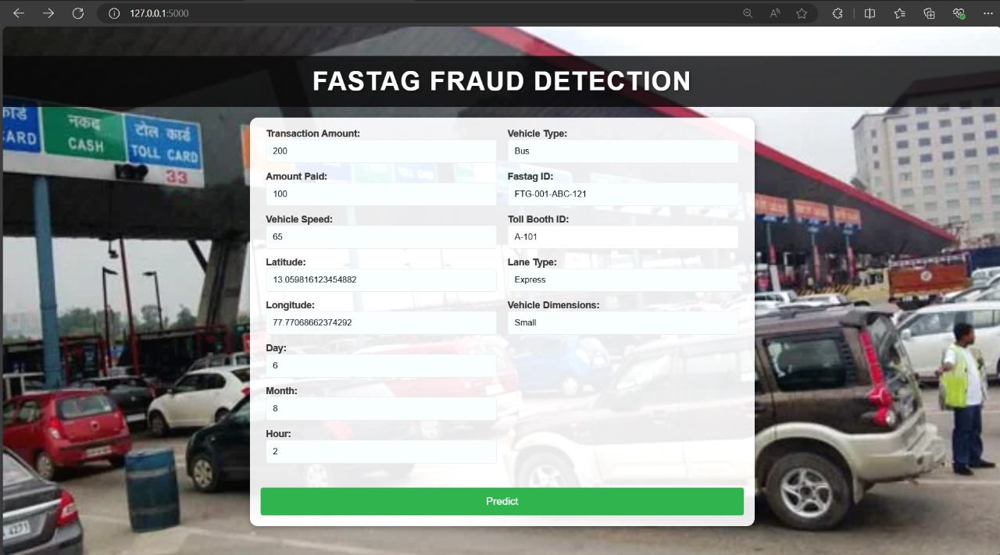 127.0.0.1:5000
FASTAG FRAUD DETECTION
कार्ड
CARD
नकद
CASH
टोल कार्ड
TOLL CARD
33
Transaction Amount:
200
Vehicle Type:
Bus
Amount Paid:
100
Fastag ID:
FTG-001-ABC-121
Vehicle Speed:
65
Toll Booth ID:
A-101
Latitude:
13.059816123454882
Lane Type:
Express
Longitude:
77.77068662374292
Vehicle Dimensions:
Small
Day:
6
Month:
8
Hour:
2
Predict